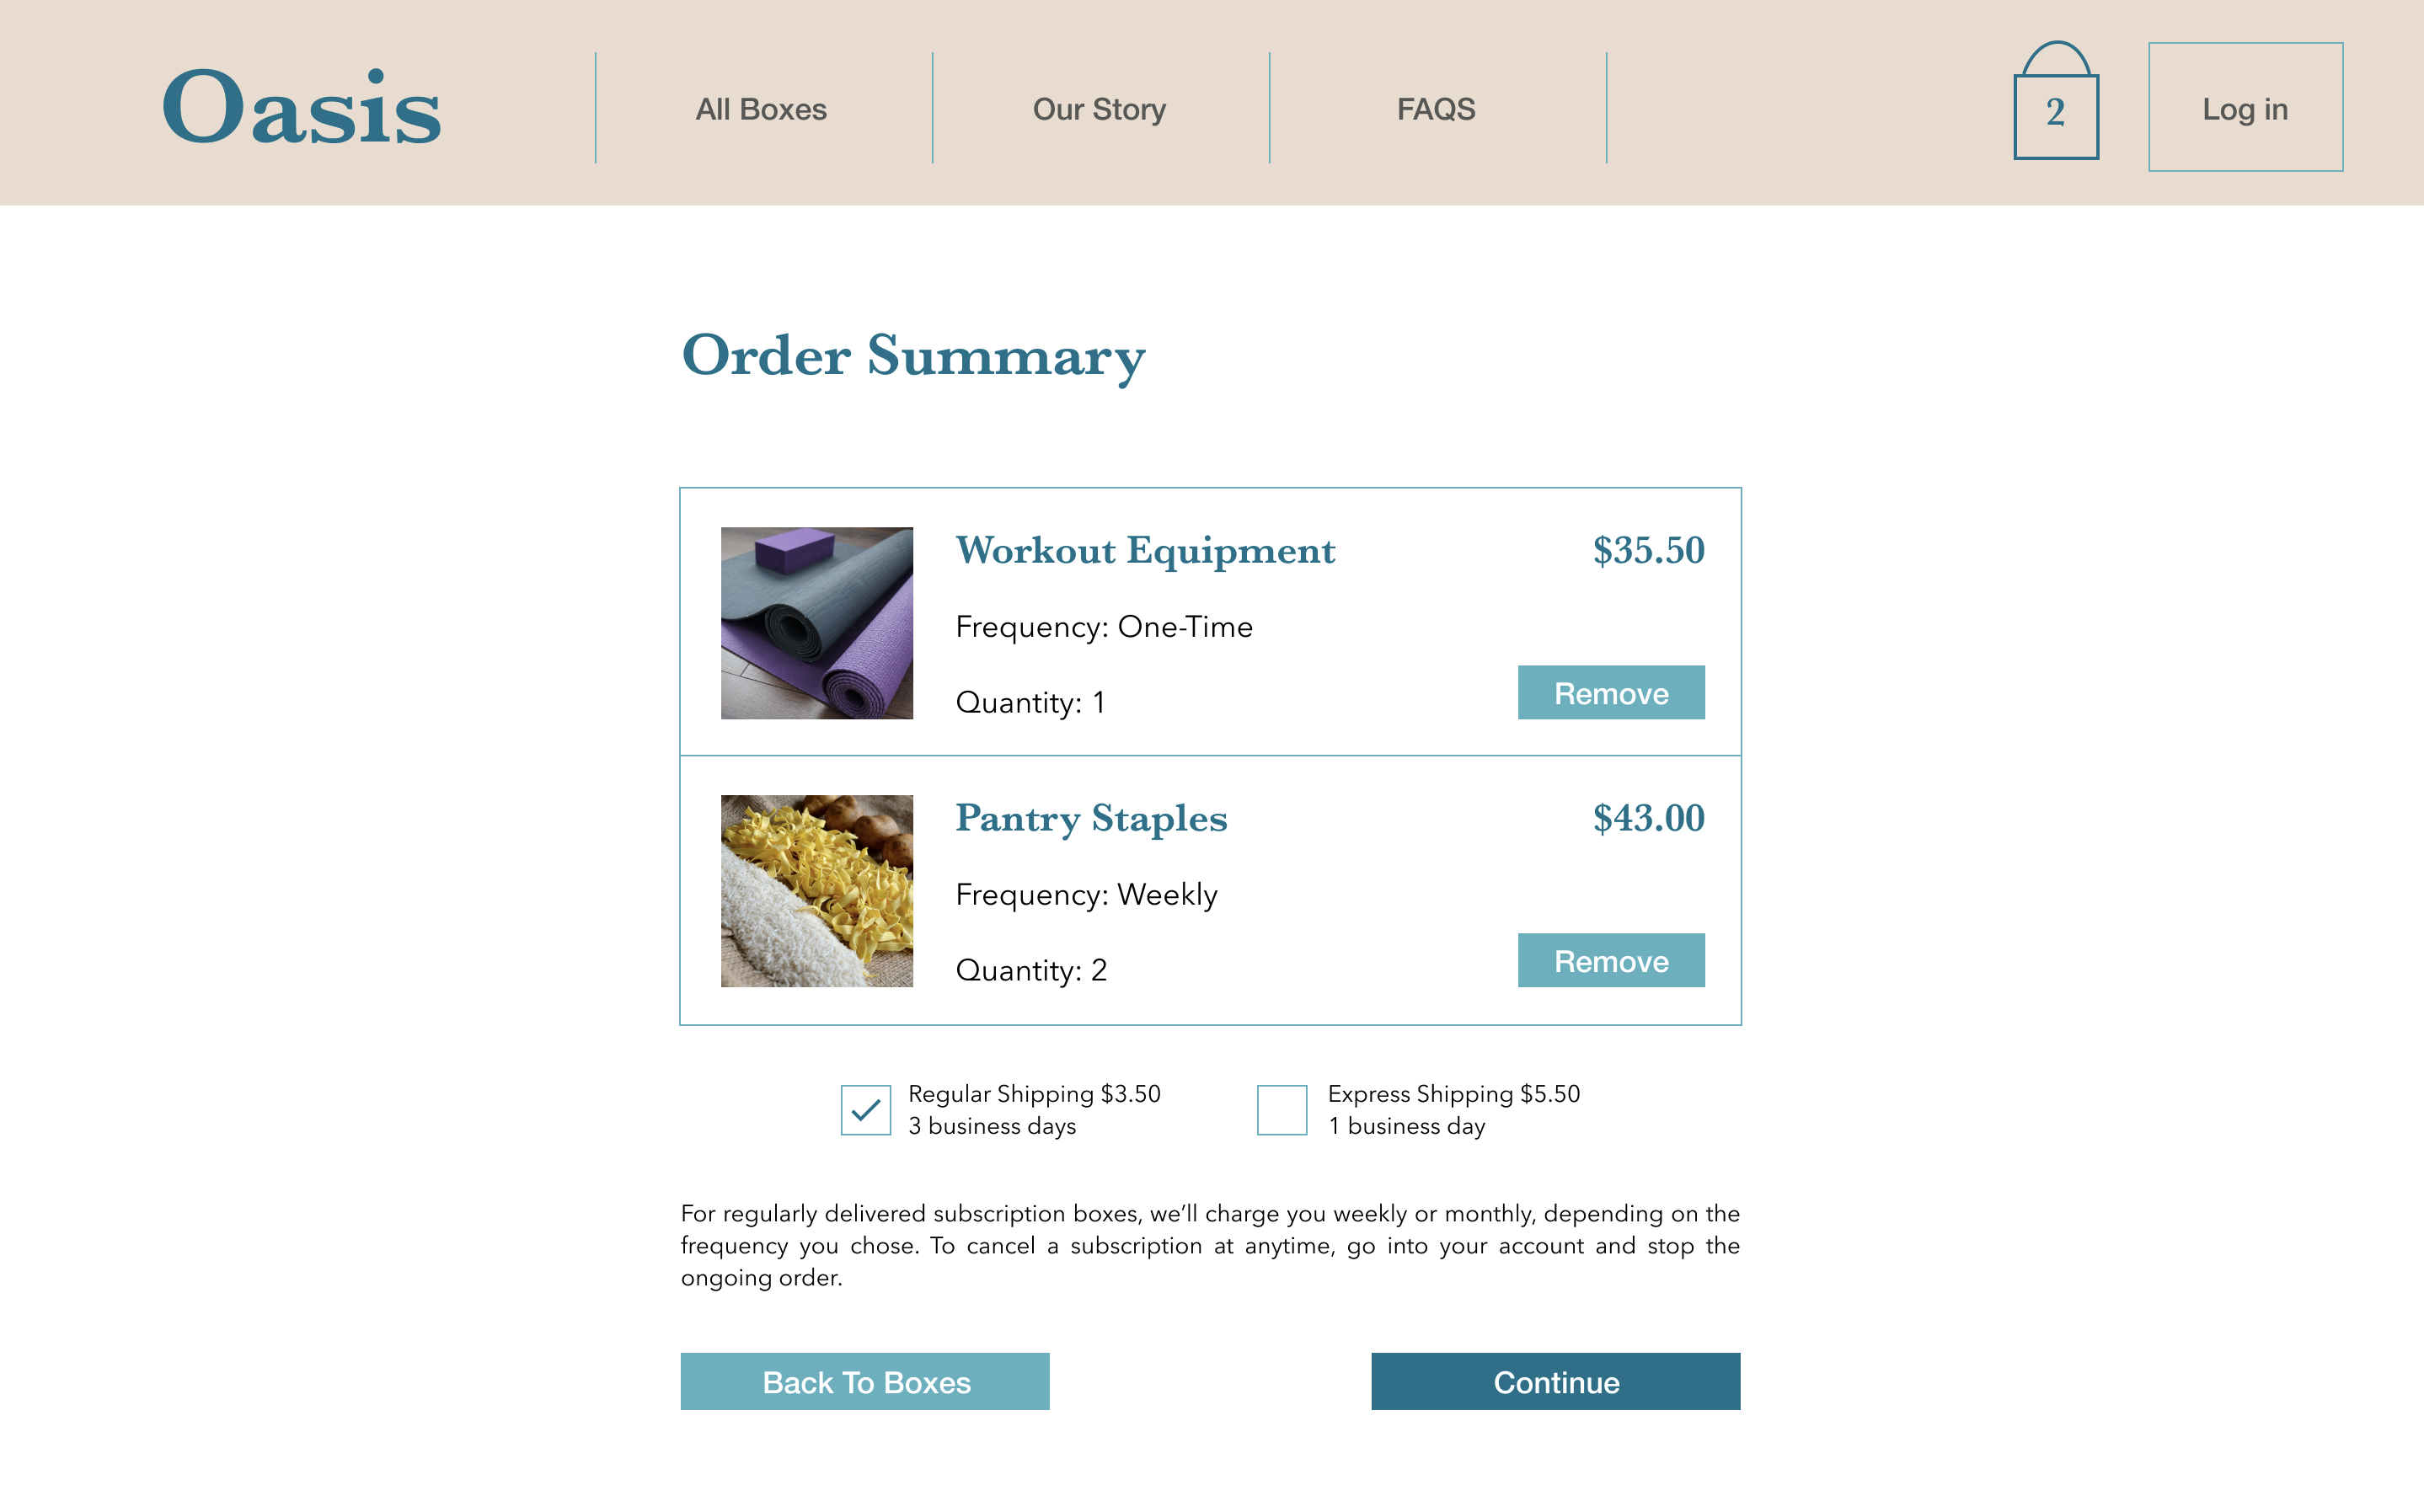 Oasis
All Boxes
Our Story
FAQS
2
Log in
Order Summary
Workout Equipment
$35.50
Frequency: One-Time
Quantity: 1
Remove
Pantry Staples
$43.00
Frequency: Weekly
Quantity: 2
Remove
Regular Shipping $3.50
3 business days
Express Shipping $5.50
1 business day
For regularly delivered subscription boxes, we’ll charge you weekly or monthly, depending on the
frequency you chose. To cancel a subscription at anytime, go into your account and stop the
ongoing order.
Back To Boxes
Continue